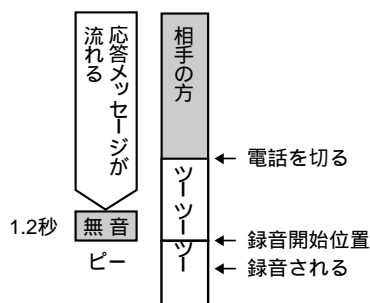 応答メッセージが
流れる
相手の方
電話を切る
ツー ツー ツー
1.2秒
無音
ピー
録音開始位置
録音される